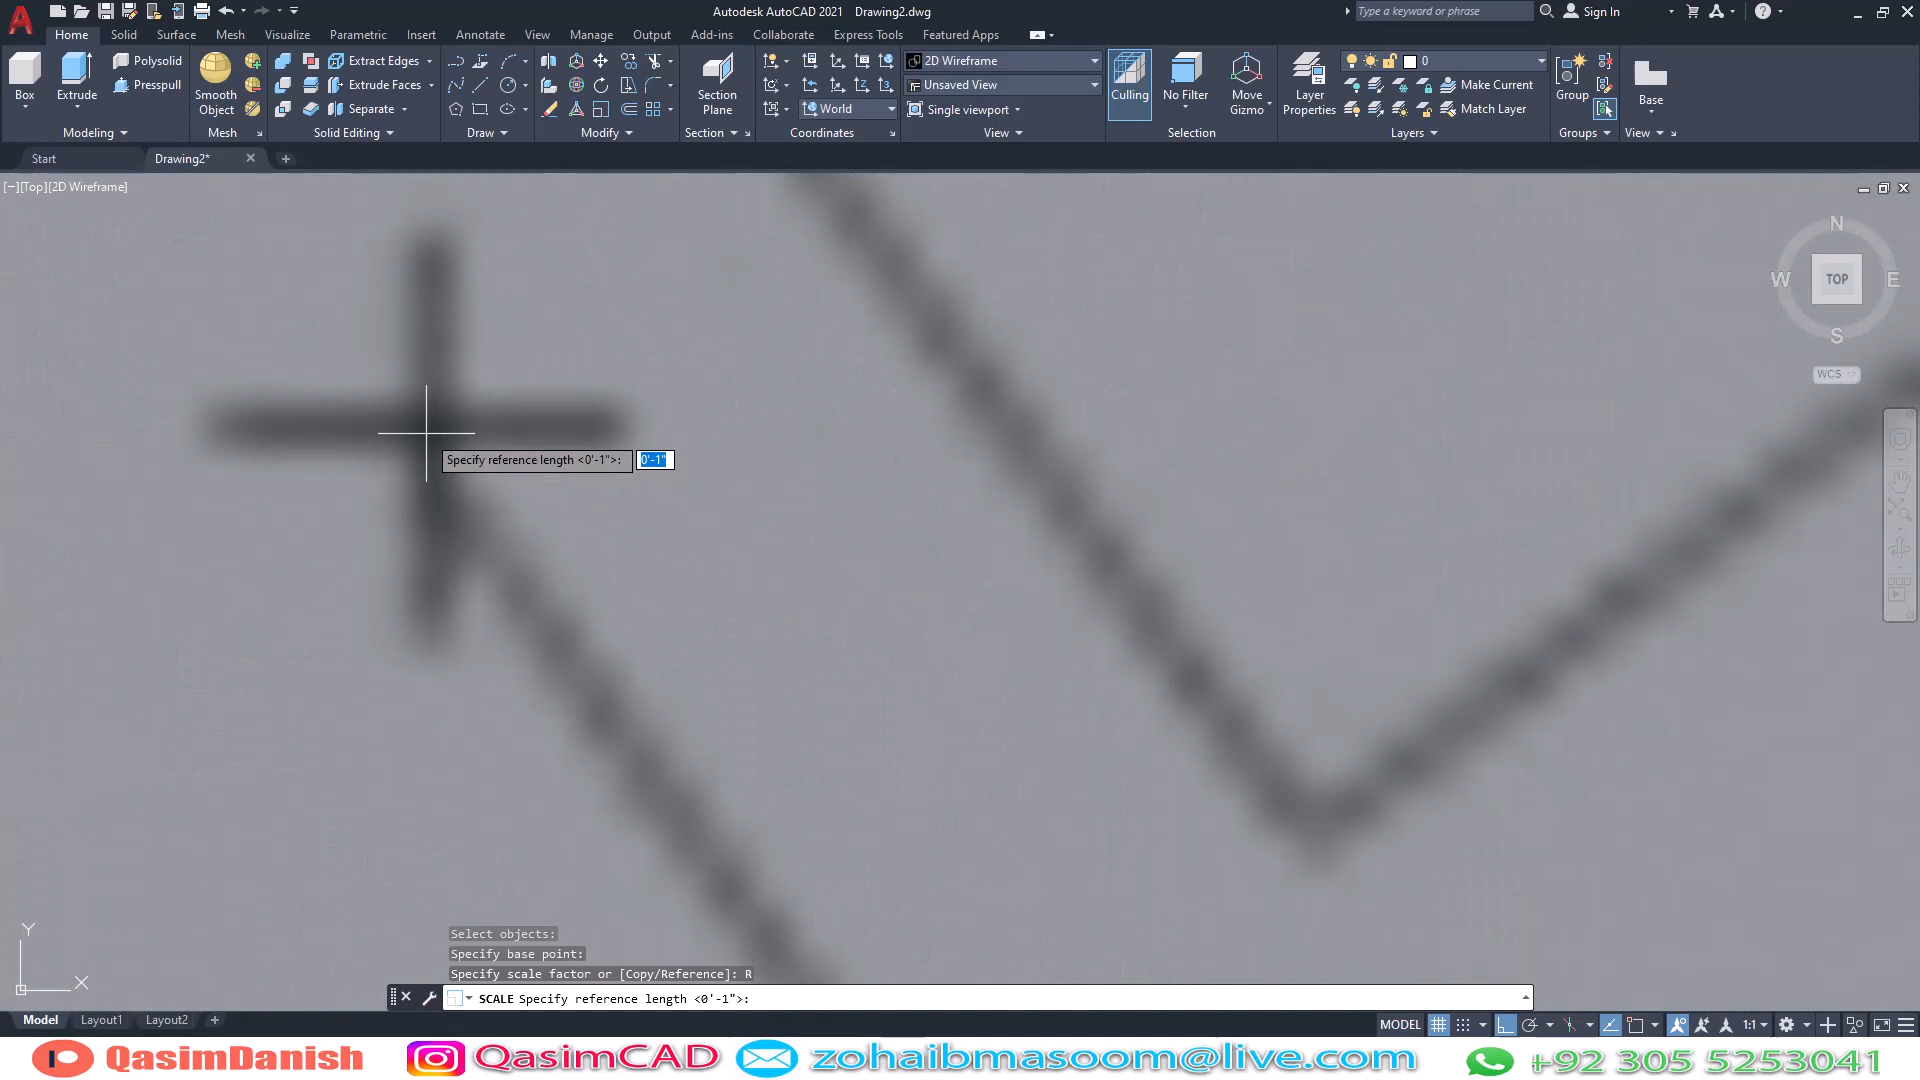 Autodesk AutoCAD 2021 Drawing2.dwg
Type a keyword or phrase
Sign In
Home Solid Surface Mesh Visualize Parametric Insert Annotate View Manage Output Add-ins Collaborate Express Tools Featured Apps
Box
Extrude
Polysolid
Presspull
Smooth Object
Extract Edges
Extrude Faces
Separate
Section Plane
World
2D Wireframe
Unsaved View
Single viewport
Culling
No Filter
Move Gizmo
Layer Properties
0
Make Current
Match Layer
Group
Base
Modeling Mesh Solid Editing Draw Modify Section Coordinates View Selection Layers Groups View
Start Drawing2*
[−][Top][2D Wireframe]
N
W TOP E
S
WCS
Specify reference length <0'-1">: 0'-1"
Y
X
Select objects:
Specify base point:
Specify scale factor or [Copy/Reference]: R
SCALE Specify reference length <0'-1">:
Model Layout1 Layout2
MODEL 1:1
QasimDanish QasimCAD zohaibmasoom@live.com +92 305 5253041